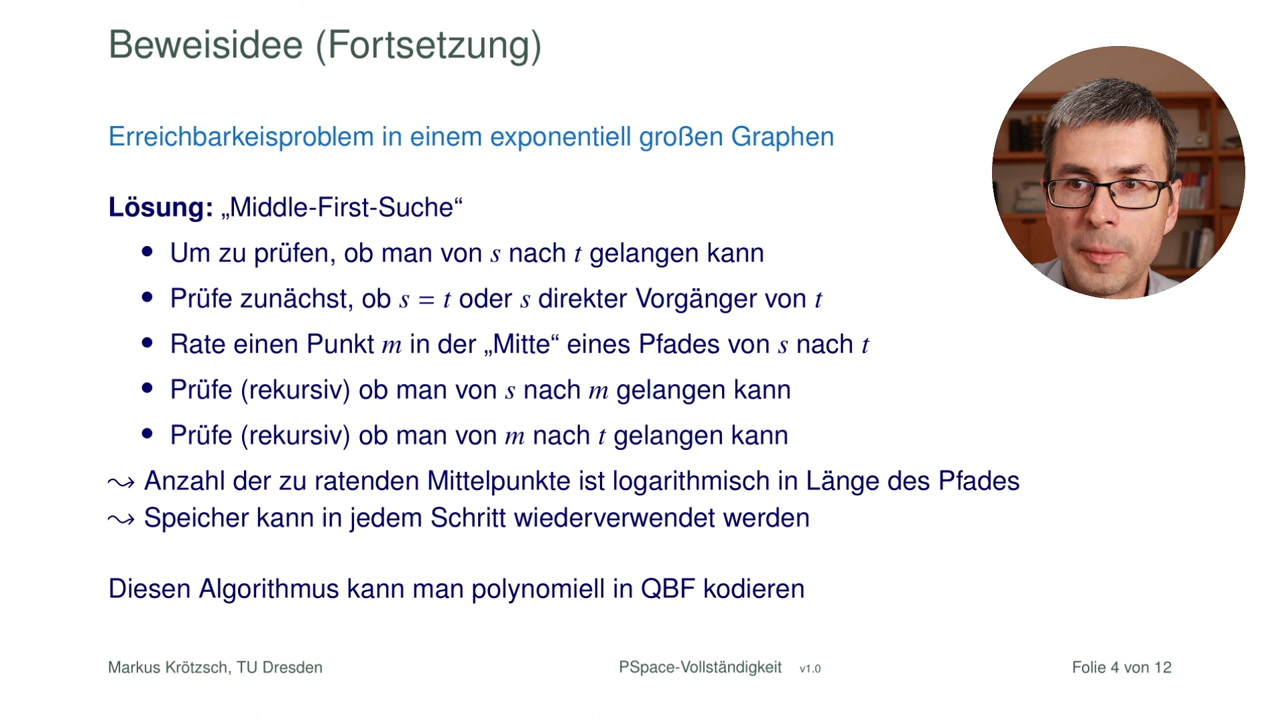 Beweisidee (Fortsetzung)
Erreichbarkeisproblem in einem exponentiell großen Graphen
Lösung: „Middle-First-Suche“
• Um zu prüfen, ob man von s nach t gelangen kann
• Prüfe zunächst, ob s = t oder s direkter Vorgänger von t
• Rate einen Punkt m in der „Mitte“ eines Pfades von s nach t
• Prüfe (rekursiv) ob man von s nach m gelangen kann
• Prüfe (rekursiv) ob man von m nach t gelangen kann
⤳ Anzahl der zu ratenden Mittelpunkte ist logarithmisch in Länge des Pfades
⤳ Speicher kann in jedem Schritt wiederverwendet werden
Diesen Algorithmus kann man polynomiell in QBF kodieren
Markus Krötzsch, TU Dresden PSpace-Vollständigkeit v1.0 Folie 4 von 12